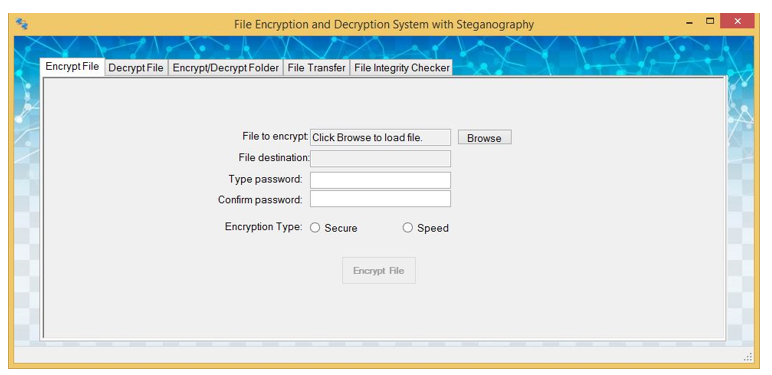 File Encryption and Decryption System with Steganography
Encrypt File Decrypt File Encrypt/Decrypt Folder File Transfer File Integrity Checker
File to encrypt: Click Browse to load file. Browse
File destination:
Type password:
Confirm password:
Encryption Type: Secure Speed
Encrypt File